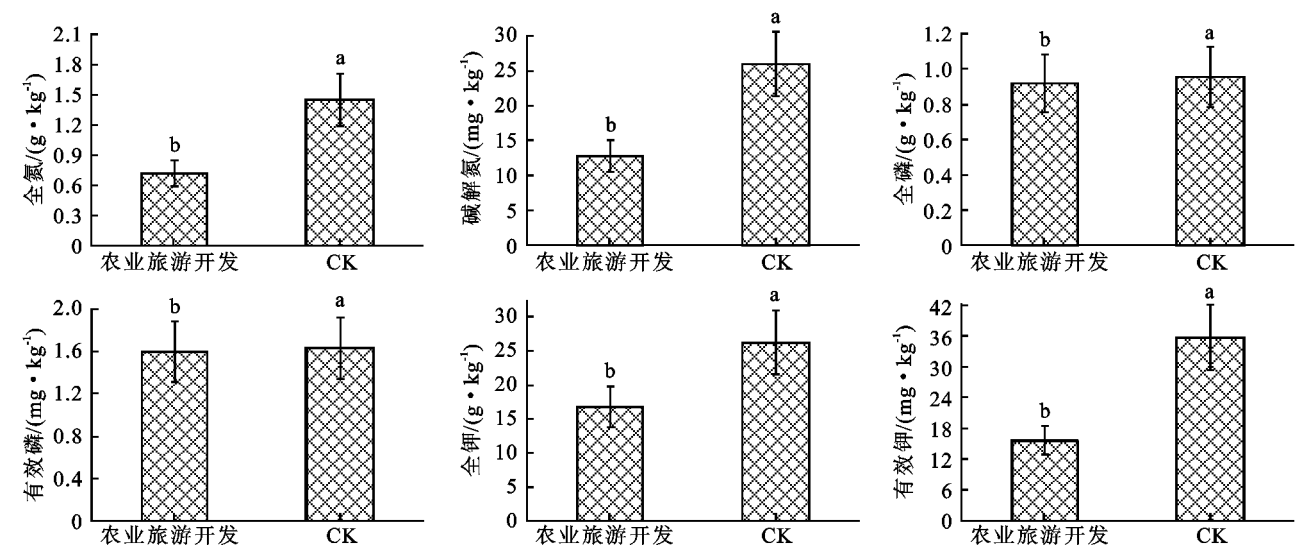 全氮/(g·kg⁻¹)
2.1
1.8
1.5
1.2
0.9
0.6
0.3
0
b
a
农业旅游开发
CK
碱解氮/(mg·kg⁻¹)
30
25
20
15
10
5
0
b
a
农业旅游开发
CK
全磷/(g·kg⁻¹)
1.2
1.0
0.8
0.6
0.4
0.2
0
b
a
农业旅游开发
CK
有效磷/(mg·kg⁻¹)
2.0
1.6
1.2
0.8
0.4
0
b
a
农业旅游开发
CK
全钾/(g·kg⁻¹)
30
25
20
15
10
5
0
b
a
农业旅游开发
CK
有效钾/(mg·kg⁻¹)
42
36
30
24
18
12
6
0
b
a
农业旅游开发
CK